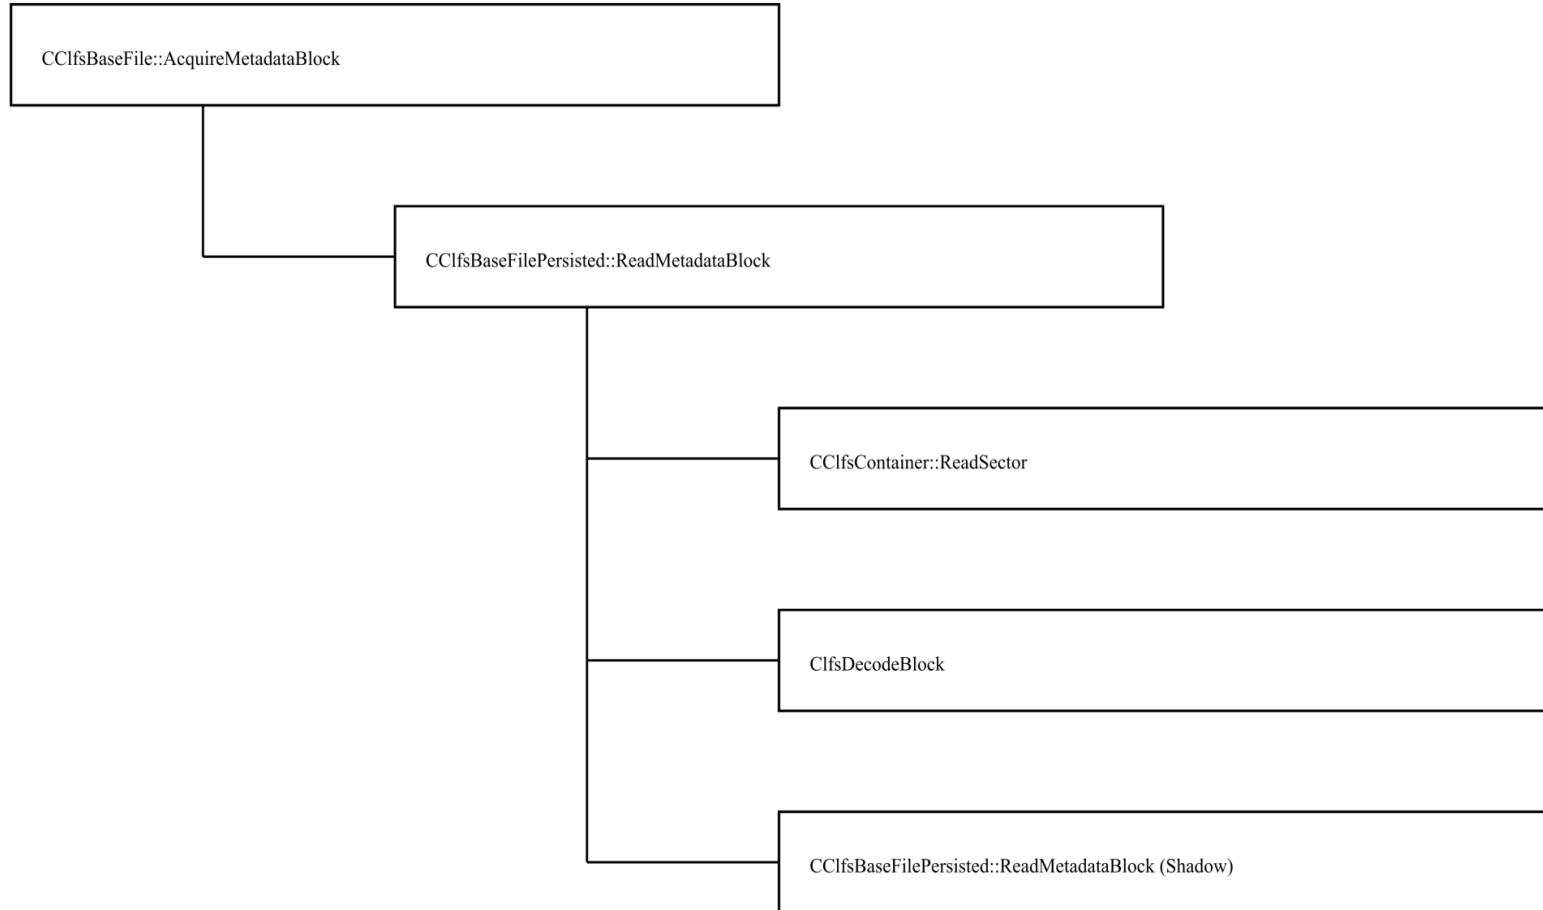 CClfsBaseFile::AcquireMetadataBlock
CClfsBaseFilePersisted::ReadMetadataBlock
CClfsContainer::ReadSector
ClfsDecodeBlock
CClfsBaseFilePersisted::ReadMetadataBlock (Shadow)